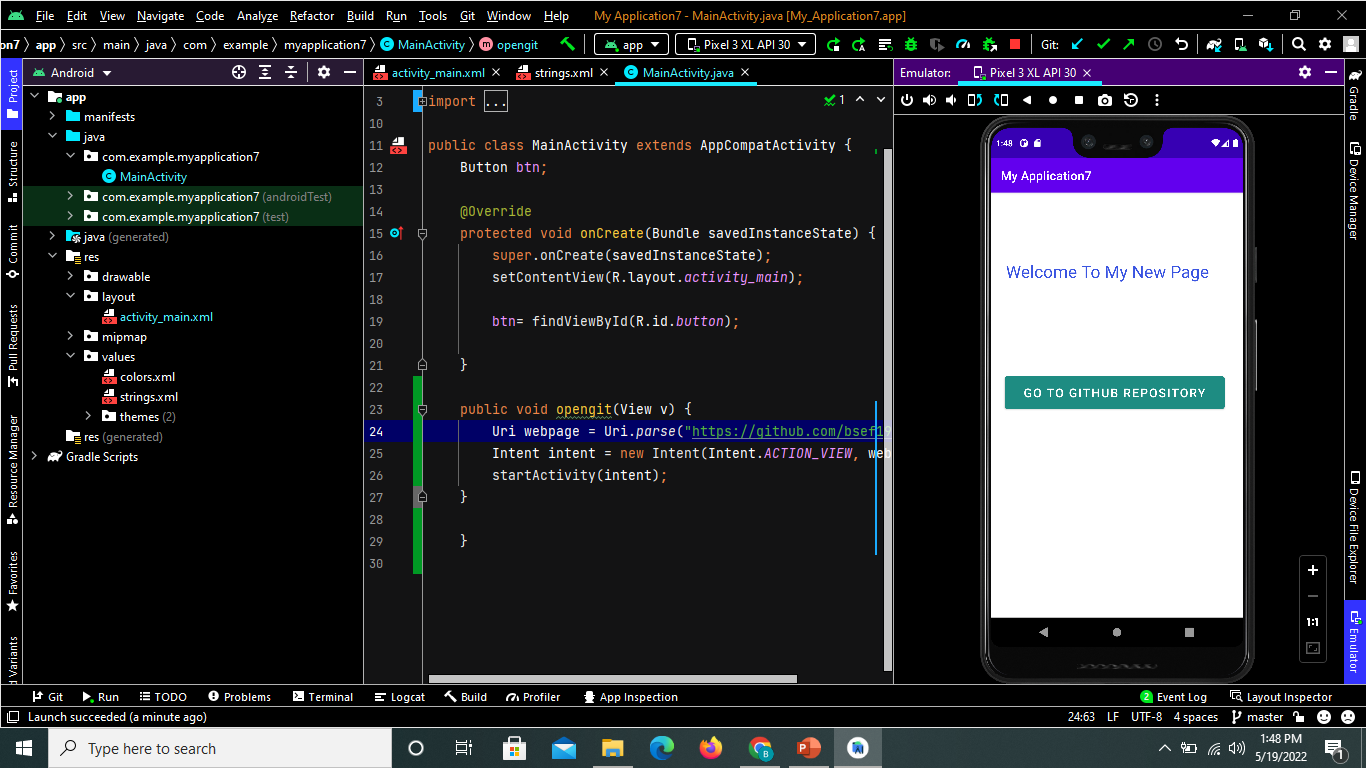 File Edit View Navigate Code Analyze Refactor Build Run Tools Git Window Help My Application7 - MainActivity.java [My_Application7.app]
on7 app src main java com example myapplication7 MainActivity opengit app Pixel 3 XL API 30 Git:
Android
activity_main.xml strings.xml MainActivity.java
Emulator: Pixel 3 XL API 30
Project
Structure
Commit
Pull Requests
Resource Manager
Favorites
d Variants
app
manifests
java
com.example.myapplication7
MainActivity
com.example.myapplication7 (androidTest)
com.example.myapplication7 (test)
java (generated)
res
drawable
layout
activity_main.xml
mipmap
values
colors.xml
strings.xml
themes (2)
res (generated)
Gradle Scripts
1
3 import ...
10
11 public class MainActivity extends AppCompatActivity {
12 Button btn;
13
14 @Override
15 protected void onCreate(Bundle savedInstanceState) {
16 super.onCreate(savedInstanceState);
17 setContentView(R.layout.activity_main);
18
19 btn= findViewById(R.id.button);
20
21 }
22
23 public void opengit(View v) {
24 Uri webpage = Uri.parse("https://github.com/bsef19
25 Intent intent = new Intent(Intent.ACTION_VIEW, web
26 startActivity(intent);
27 }
28
29 }
30
1:48
My Application7
Welcome To My New Page
GO TO GITHUB REPOSITORY
1:1
Gradle
Device Manager
Device File Explorer
Emulator
Git Run TODO Problems Terminal Logcat Build Profiler App Inspection 2 Event Log Layout Inspector
Launch succeeded (a minute ago) 24:63 LF UTF-8 4 spaces master
Type here to search
B
P
1:48 PM
5/19/2022
1